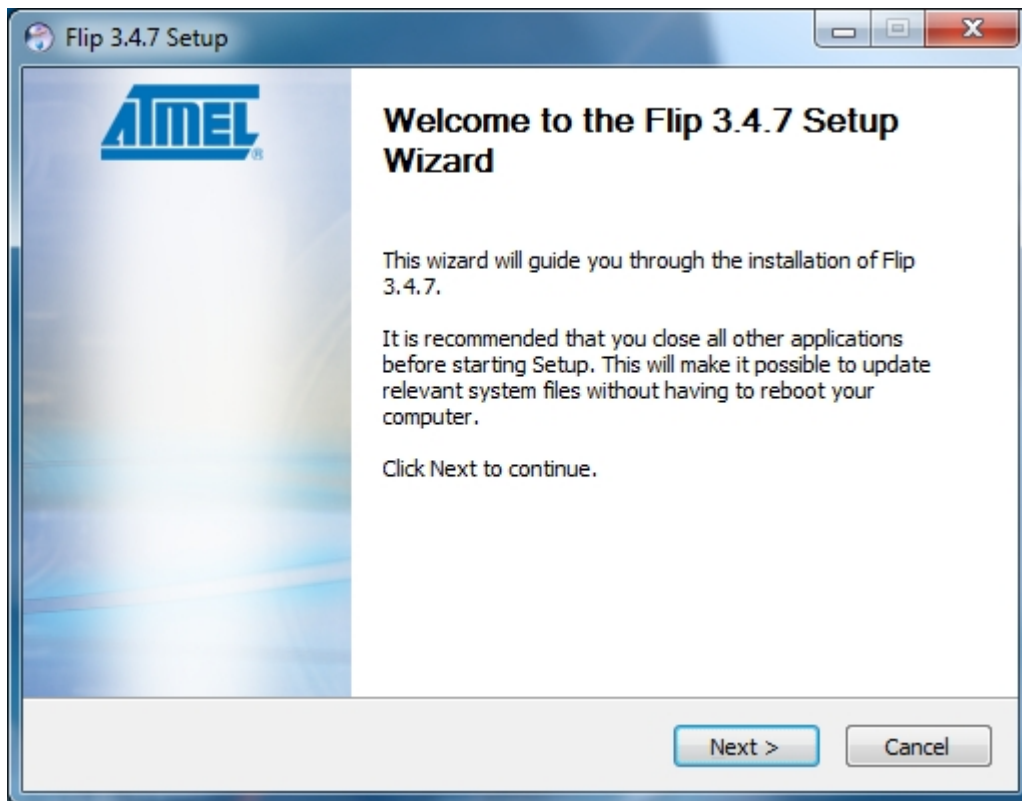 Flip 3.4.7 Setup
ATMEL
®
Welcome to the Flip 3.4.7 Setup
Wizard
This wizard will guide you through the installation of Flip
3.4.7.
It is recommended that you close all other applications
before starting Setup. This will make it possible to update
relevant system files without having to reboot your
computer.
Click Next to continue.
Next >
Cancel